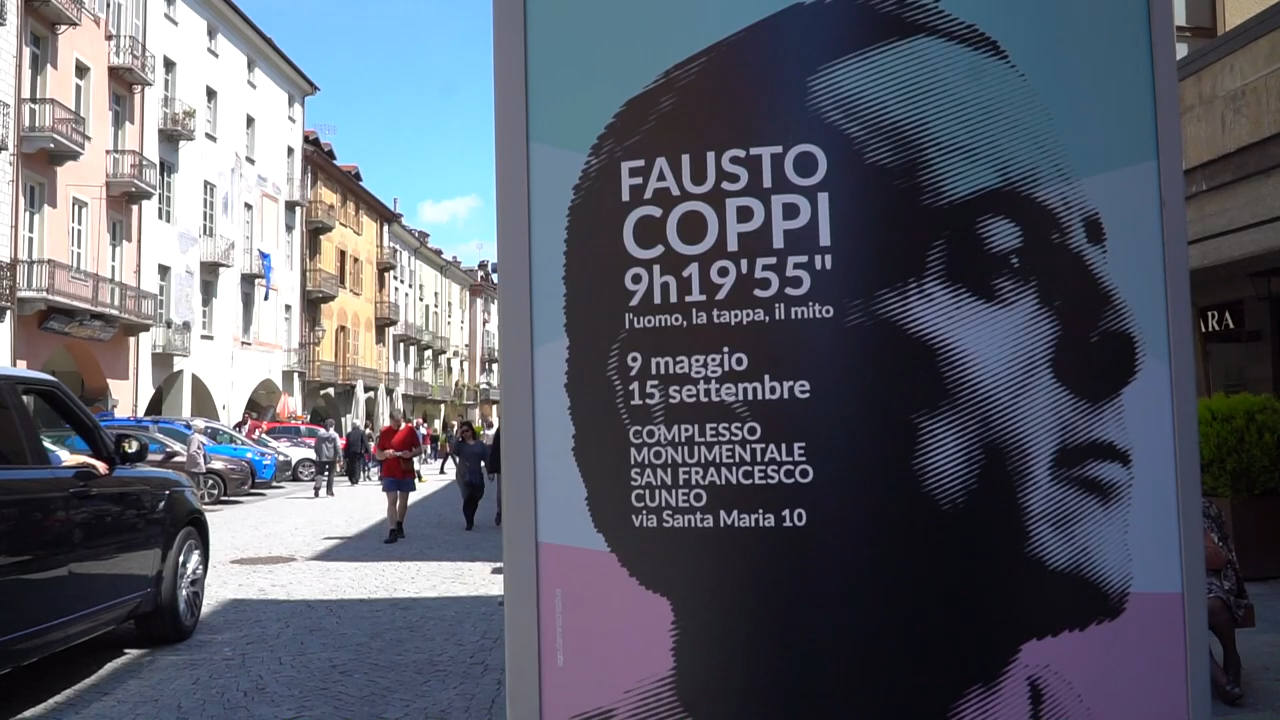 FAUSTO
COPPI
9h19'55"
l'uomo, la tappa, il mito
9 maggio
15 settembre
COMPLESSO
MONUMENTALE
SAN FRANCESCO
CUNEO
via Santa Maria 10
ARA